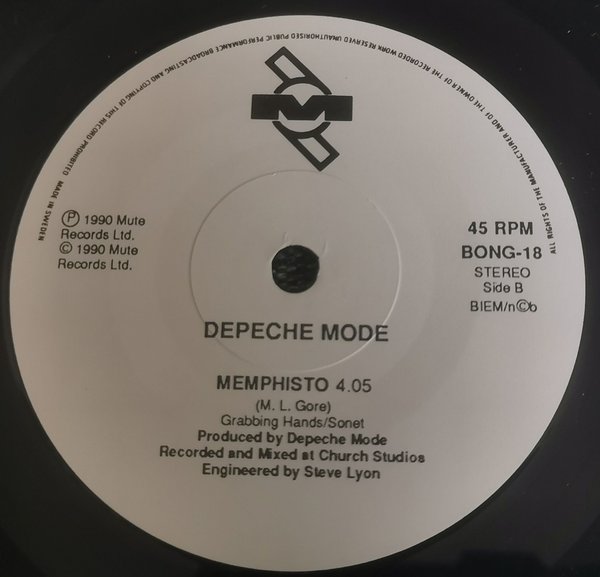 ALL RIGHTS OF THE MANUFACTURER AND OF THE OWNER OF THE RECORDED WORK RESERVED UNAUTHORISED PUBLIC PERFORMANCE BROADCASTING AND COPYING OF THIS RECORD PROHIBITED MADE IN SWEDEN
M
Ⓟ 1990 Mute
Records Ltd.
© 1990 Mute
Records Ltd.
45 RPM
BONG-18
STEREO
Side B
BIEM/n©b
DEPECHE MODE
MEMPHISTO 4.05
(M. L. Gore)
Grabbing Hands/Sonet
Produced by Depeche Mode
Recorded and Mixed at Church Studios
Engineered by Steve Lyon